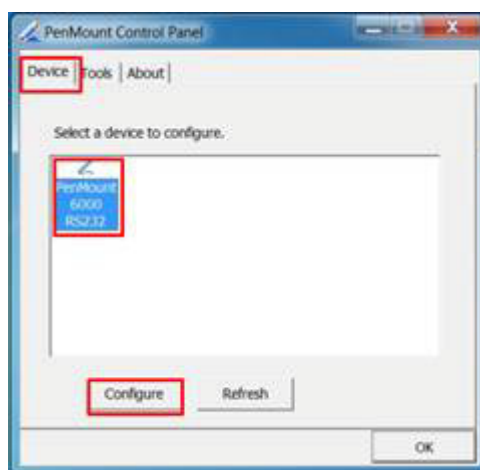 PenMount Control Panel
Device Tools About
Select a device to configure.
PenMount
6000
RS232
Configure Refresh
OK